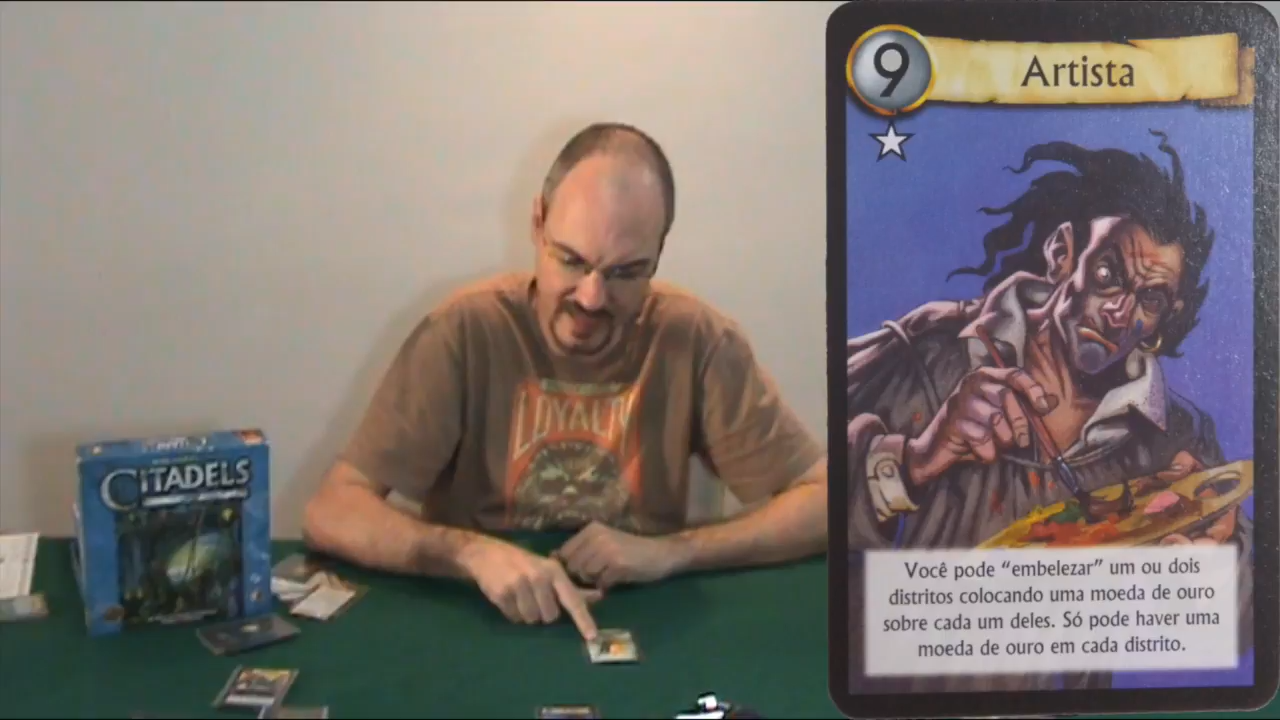 9
Artista
LOYALTY
CITADELS
Você pode “embelezar” um ou dois
distritos colocando uma moeda de ouro
sobre cada um deles. Só pode haver uma
moeda de ouro em cada distrito.